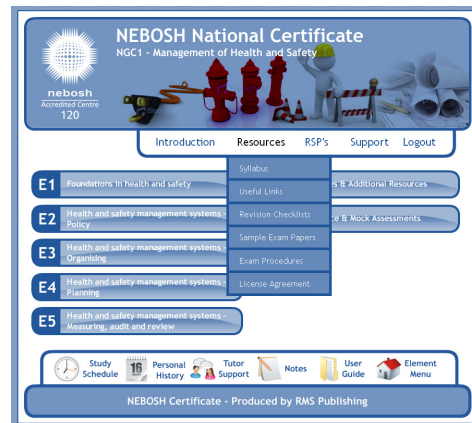 NEBOSH National Certificate
NGC1 - Management of Health and Safety
nebosh
Accredited Centre
120
Introduction Resources RSP's Support Logout
Syllabus
Useful Links
Revision Checklists
Sample Exam Papers
Exam Procedures
License Agreement
E1 Foundations in health and safety
E2 Health and safety management systems -
Policy
E3 Health and safety management systems -
Organising
E4 Health and safety management systems -
Planning
E5 Health and safety management systems -
Measuring, audit and review
& Additional Resources
& Mock Assessments
16
Study
Schedule
Personal
History
Tutor
Support
Notes
User
Guide
Element
Menu
NEBOSH Certificate - Produced by RMS Publishing